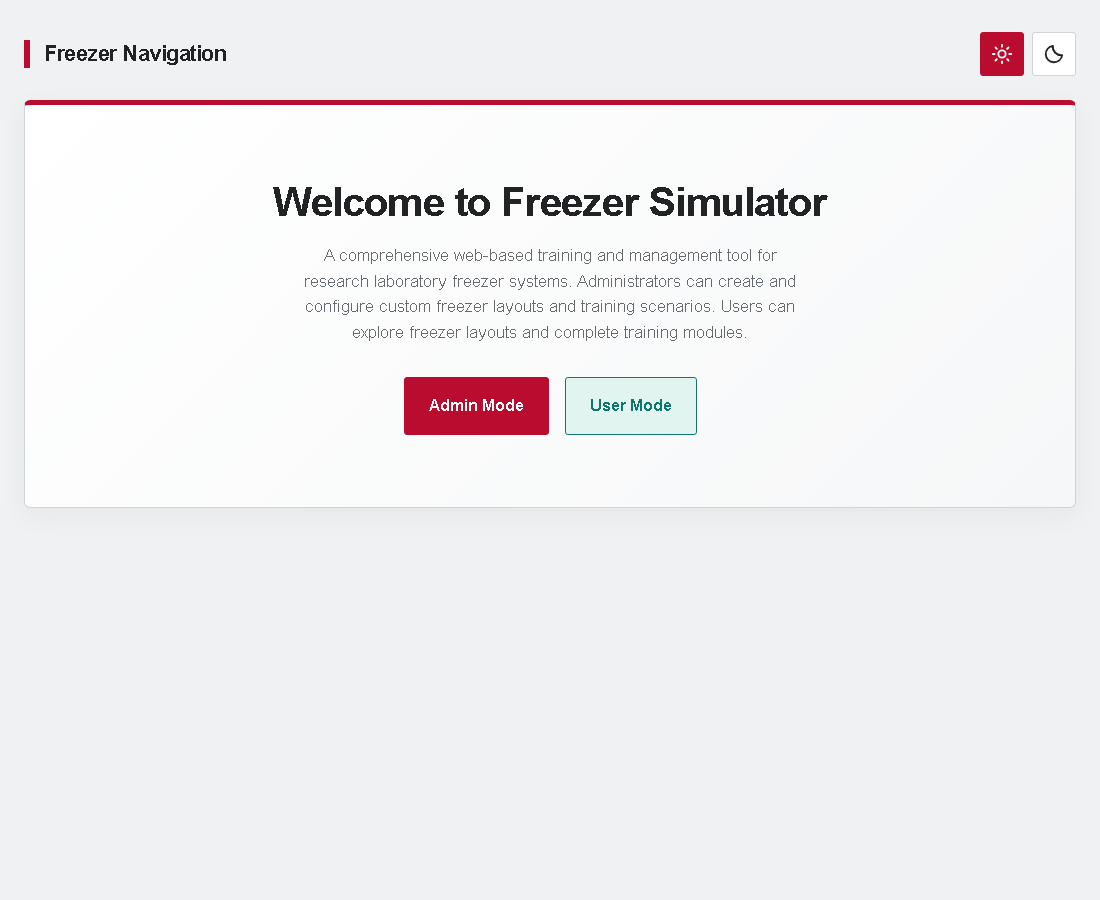 Freezer Navigation
Welcome to Freezer Simulator
A comprehensive web-based training and management tool for
research laboratory freezer systems. Administrators can create and
configure custom freezer layouts and training scenarios. Users can
explore freezer layouts and complete training modules.
Admin Mode
User Mode